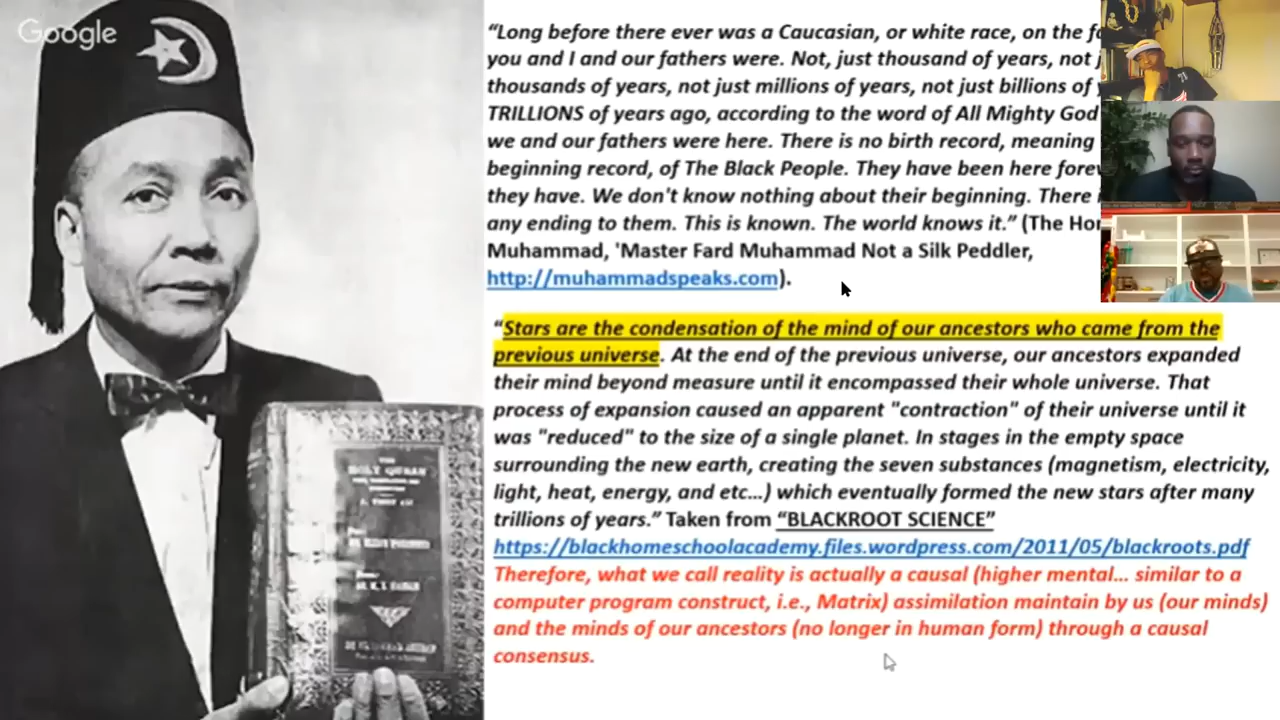 Google
“Long before there ever was a Caucasian, or white race, on the
you and I and our fathers were. Not, just thousand of years, not
thousands of years, not just millions of years, not just billions of
TRILLIONS of years ago, according to the word of All Mighty God
we and our fathers were here. There is no birth record, meaning
beginning record, of The Black People. They have been here
they have. We don't know nothing about their beginning. There
any ending to them. This is known. The world knows it.” (The
Muhammad, 'Master Fard Muhammad Not a Silk Peddler,
http://muhammadspeaks.com).
“Stars are the condensation of the mind of our ancestors who came from the
previous universe. At the end of the previous universe, our ancestors expanded
their mind beyond measure until it encompassed their whole universe. That
process of expansion caused an apparent "contraction" of their universe until it
was "reduced" to the size of a single planet. In stages in the empty space
surrounding the new earth, creating the seven substances (magnetism, electricity,
light, heat, energy, and etc…) which eventually formed the new stars after many
trillions of years.” Taken from “BLACKROOT SCIENCE”
https://blackhomeschoolacademy.files.wordpress.com/2011/05/blackroots.pdf
Therefore, what we call reality is actually a causal (higher mental… similar to a
computer program construct, i.e., Matrix) assimilation maintain by us (our minds)
and the minds of our ancestors (no longer in human form) through a causal
consensus.
THE
HOLY QURAN